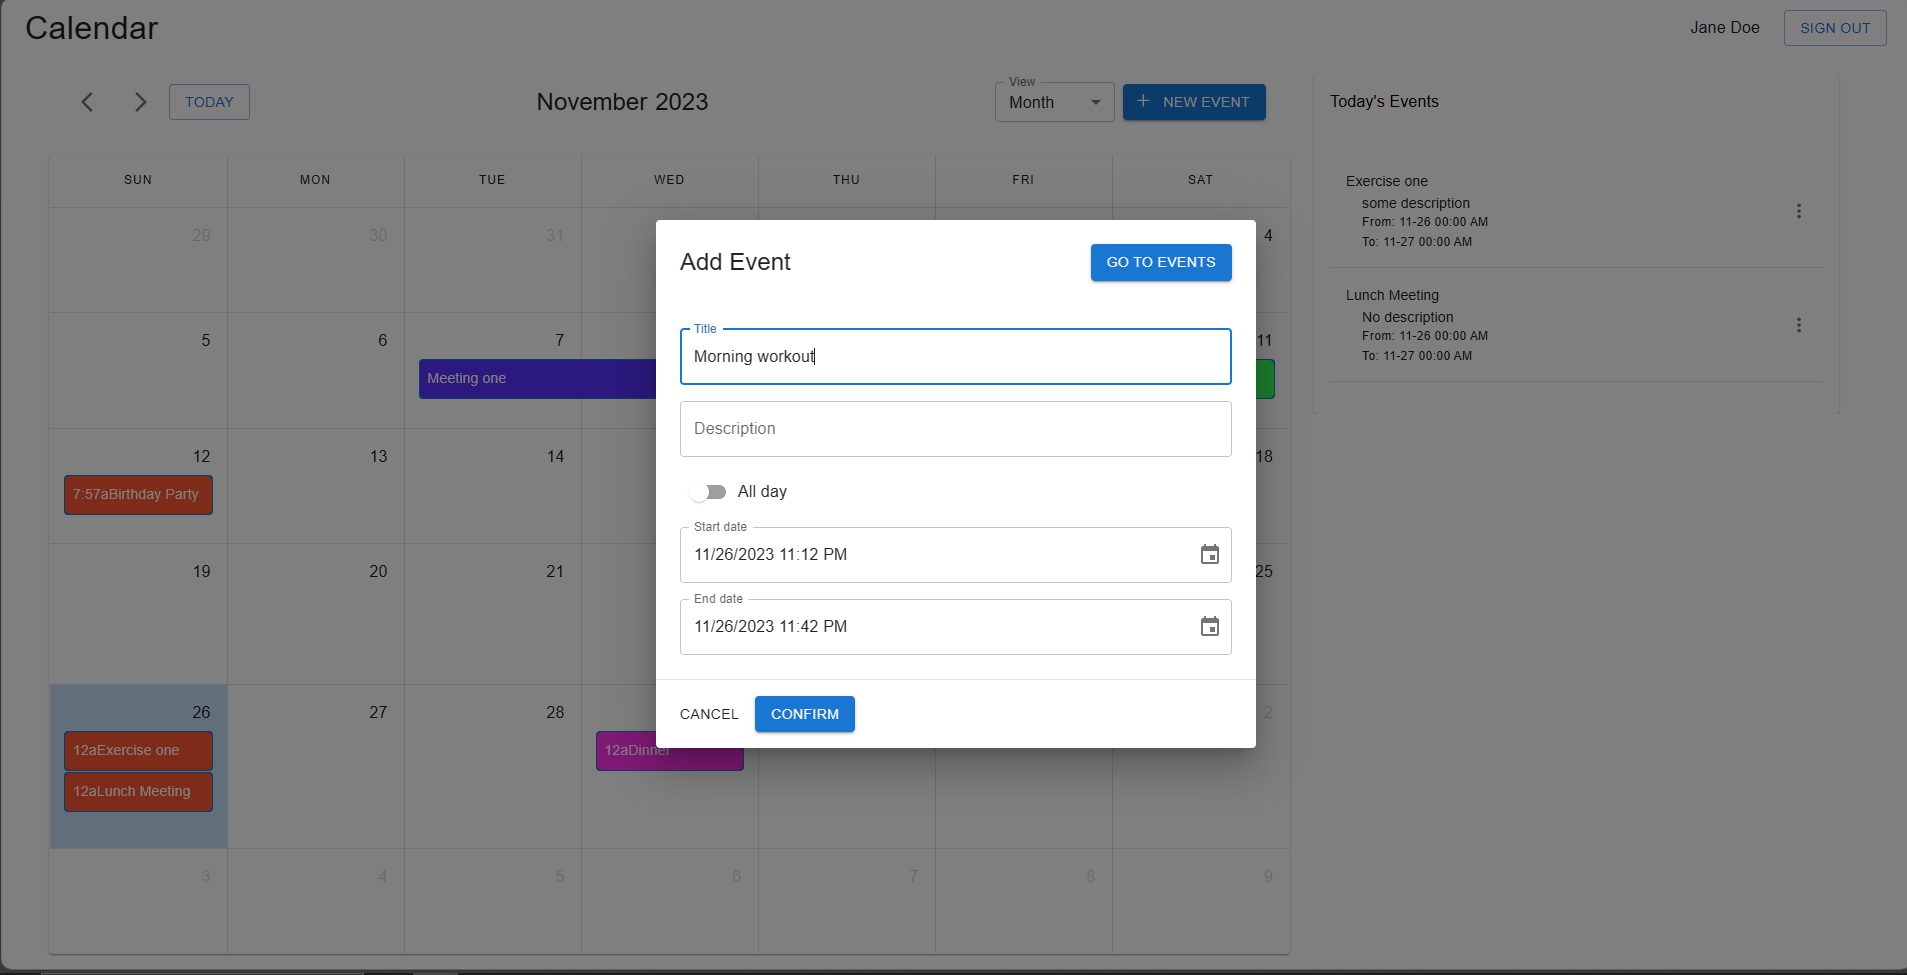 Calendar
Jane Doe
SIGN OUT
TODAY
November 2023
View
Month
NEW EVENT
Today's Events
SUN MON TUE WED THU FRI SAT
29 30 31 4
5 6 7 11
Meeting one
12 13 14 18
7:57aBirthday Party
19 20 21 25
26 27 28 2
12aExercise one
12aDinner
12aLunch Meeting
3 4 5 6 7 8 9
Add Event
GO TO EVENTS
Title
Morning workout
Description
All day
Start date
11/26/2023 11:12 PM
End date
11/26/2023 11:42 PM
CANCEL
CONFIRM
Exercise one
some description
From: 11-26 00:00 AM
To: 11-27 00:00 AM
Lunch Meeting
No description
From: 11-26 00:00 AM
To: 11-27 00:00 AM